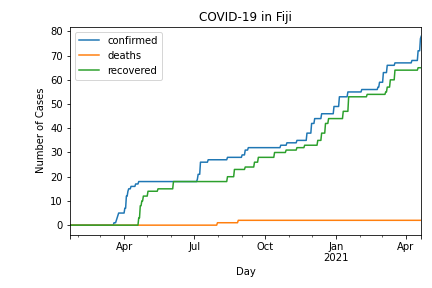 COVID-19 in Fiji
confirmed
deaths
recovered
Number of Cases
80
70
60
50
40
30
20
10
0
Apr
Jul
Oct
Jan
2021
Apr
Day